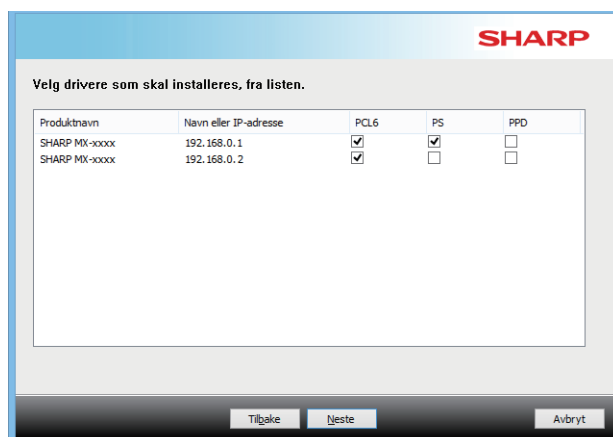 SHARP
Velg drivere som skal installeres, fra listen.
Produktnavn Navn eller IP-adresse PCL6 PS PPD
SHARP MX-xxxx 192.168.0.1
SHARP MX-xxxx 192.168.0.2
Tilbake Neste Avbryt